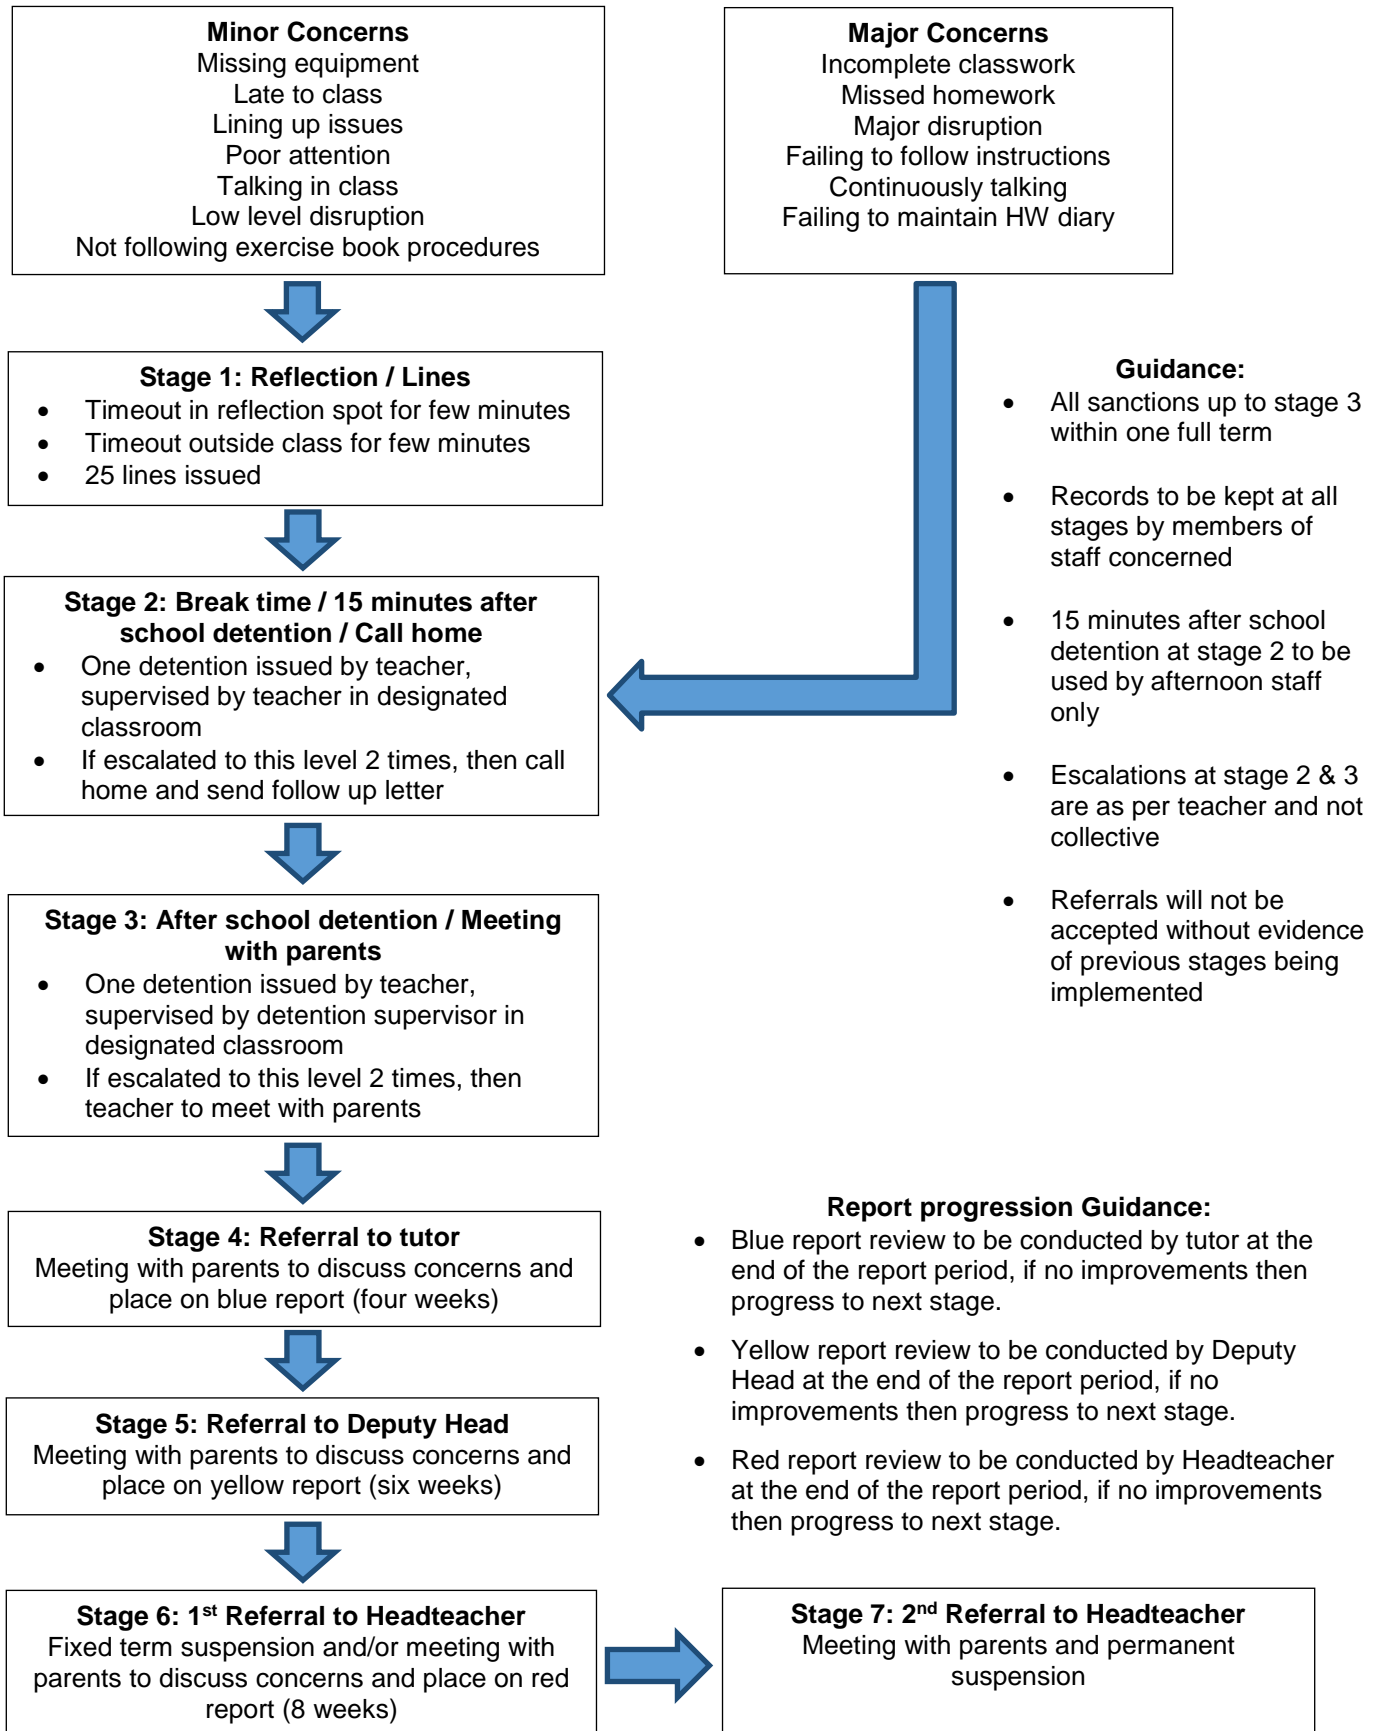 Minor Concerns
Missing equipment
Late to class
Lining up issues
Poor attention
Talking in class
Low level disruption
Not following exercise book procedures
Major Concerns
Incomplete classwork
Missed homework
Major disruption
Failing to follow instructions
Continuously talking
Failing to maintain HW diary
Stage 1: Reflection / Lines
• Timeout in reflection spot for few minutes
• Timeout outside class for few minutes
• 25 lines issued
Stage 2: Break time / 15 minutes after
school detention / Call home
• One detention issued by teacher,
supervised by teacher in designated
classroom
• If escalated to this level 2 times, then call
home and send follow up letter
Stage 3: After school detention / Meeting
with parents
• One detention issued by teacher,
supervised by detention supervisor in
designated classroom
• If escalated to this level 2 times, then
teacher to meet with parents
Guidance:
• All sanctions up to stage 3
within one full term
• Records to be kept at all
stages by members of
staff concerned
• 15 minutes after school
detention at stage 2 to be
used by afternoon staff
only
• Escalations at stage 2 & 3
are as per teacher and not
collective
• Referrals will not be
accepted without evidence
of previous stages being
implemented
Stage 4: Referral to tutor
Meeting with parents to discuss concerns and
place on blue report (four weeks)
Stage 5: Referral to Deputy Head
Meeting with parents to discuss concerns and
place on yellow report (six weeks)
Report progression Guidance:
• Blue report review to be conducted by tutor at the
end of the report period, if no improvements then
progress to next stage.
• Yellow report review to be conducted by Deputy
Head at the end of the report period, if no
improvements then progress to next stage.
• Red report review to be conducted by Headteacher
at the end of the report period, if no improvements
then progress to next stage.
Stage 6: 1st Referral to Headteacher
Fixed term suspension and/or meeting with
parents to discuss concerns and place on red
report (8 weeks)
Stage 7: 2nd Referral to Headteacher
Meeting with parents and permanent
suspension